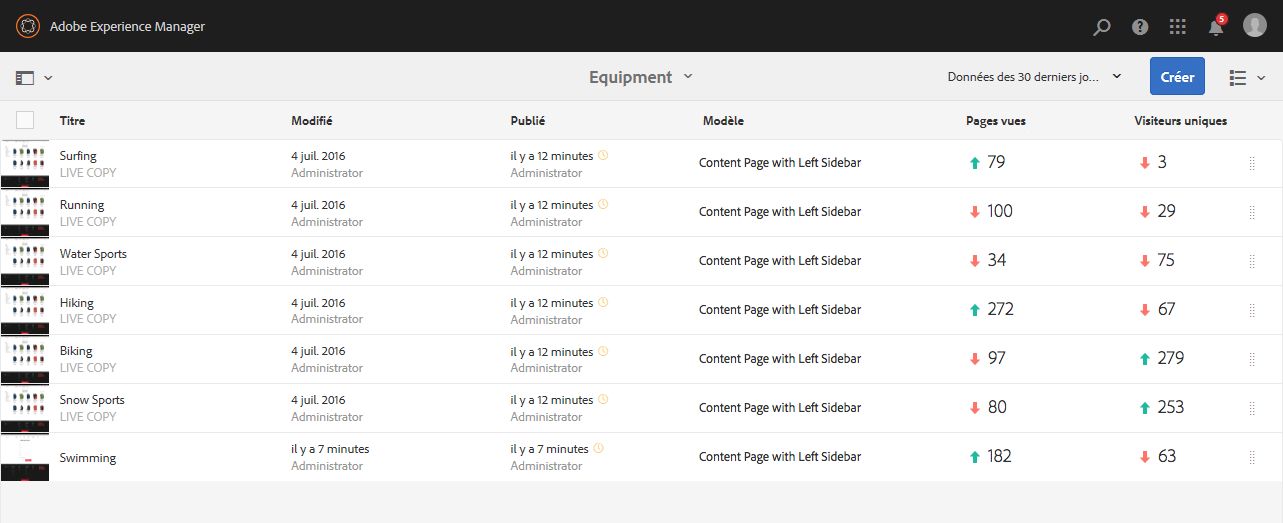 Adobe Experience Manager
5
Equipment
Données des 30 derniers jo...
Créer
Titre Modifié Publié Modèle Pages vues Visiteurs uniques
Surfing 4 juil. 2016 il y a 12 minutes Content Page with Left Sidebar 79 3
LIVE COPY Administrator Administrator
Running 4 juil. 2016 il y a 12 minutes Content Page with Left Sidebar 100 29
LIVE COPY Administrator Administrator
Water Sports 4 juil. 2016 il y a 12 minutes Content Page with Left Sidebar 34 75
LIVE COPY Administrator Administrator
Hiking 4 juil. 2016 il y a 12 minutes Content Page with Left Sidebar 272 67
LIVE COPY Administrator Administrator
Biking 4 juil. 2016 il y a 12 minutes Content Page with Left Sidebar 97 279
LIVE COPY Administrator Administrator
Snow Sports 4 juil. 2016 il y a 12 minutes Content Page with Left Sidebar 80 253
LIVE COPY Administrator Administrator
Swimming il y a 7 minutes il y a 7 minutes Content Page with Left Sidebar 182 63
Administrator Administrator